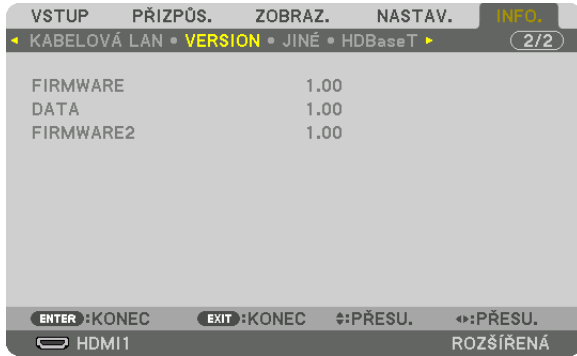 VSTUP PŘIZPŮS. ZOBRAZ. NASTAV. INFO.
◄ KABELOVÁ LAN • VERSION • JINÉ • HDBaseT ► 2/2
FIRMWARE 1.00
DATA 1.00
FIRMWARE2 1.00
ENTER :KONEC EXIT :KONEC :PŘESU. :PŘESU.
HDMI1 ROZŠÍŘENÁ